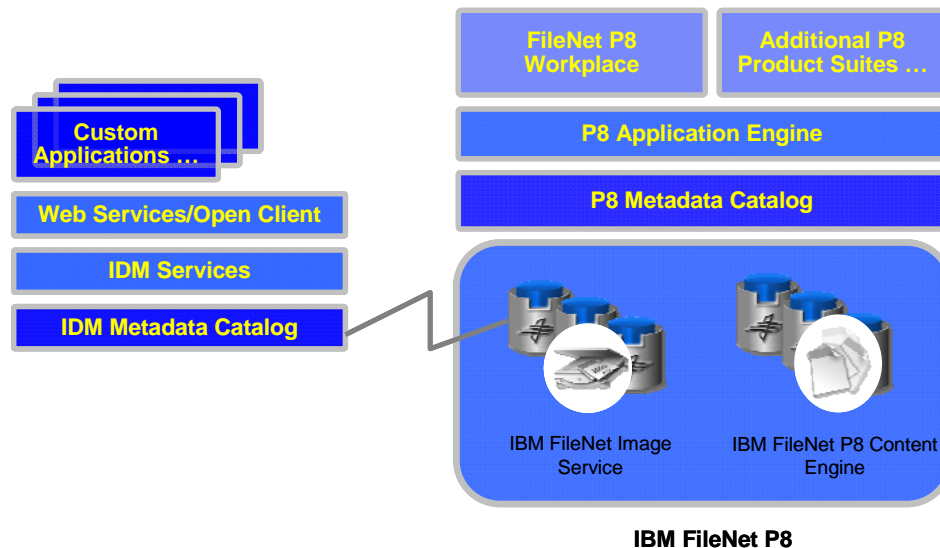 FileNet P8
Workplace
Additional P8
Product Suites …
Custom
Applications …
P8 Application Engine
Web Services/Open Client
P8 Metadata Catalog
IDM Services
IDM Metadata Catalog
IBM FileNet Image
Service
IBM FileNet P8 Content
Engine
IBM FileNet P8